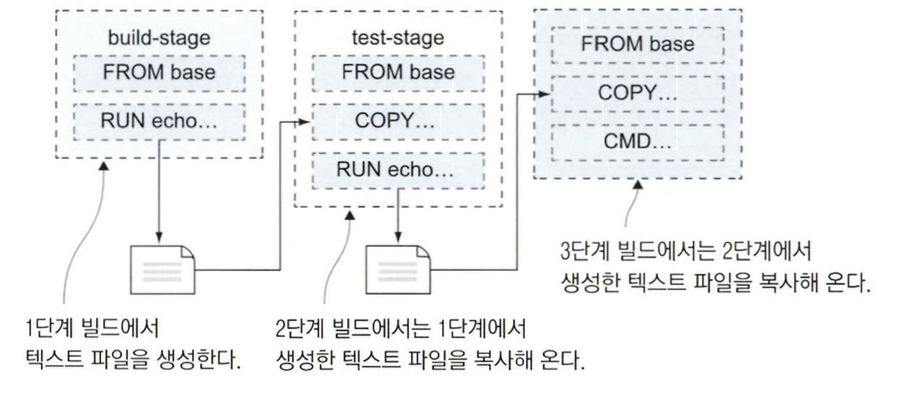 build-stage
FROM base
RUN echo…
test-stage
FROM base
COPY…
RUN echo…
FROM base
COPY…
CMD…
1단계 빌드에서
텍스트 파일을 생성한다.
2단계 빌드에서는 1단계에서
생성한 텍스트 파일을 복사해 온다.
3단계 빌드에서는 2단계에서
생성한 텍스트 파일을 복사해 온다.